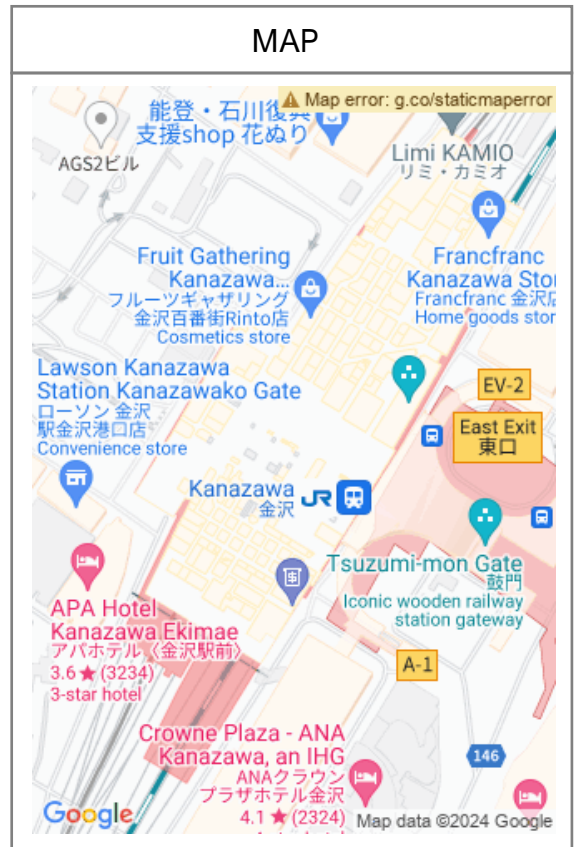 MAP
Map error: g.co/staticmaperror
能登・石川復興
支援shop 花ぬり
AGS2ビル
Limi KAMIO
リミ・カミオ
Fruit Gathering
Kanazawa...
フルーツギャザリング
金沢百番街Rinto店
Cosmetics store
Francfranc
Kanazawa Sto
Francfranc 金沢店
Home goods stor
Lawson Kanazawa
Station Kanazawako Gate
ローソン 金沢
駅金沢港口店
Convenience store
EV-2
East Exit
東口
Kanazawa
金沢
JR
Tsuzumi-mon Gate
鼓門
Iconic wooden railway
station gateway
APA Hotel
Kanazawa Ekimae
アパホテル〈金沢駅前〉
3.6★(3234)
3-star hotel
A-1
Crowne Plaza - ANA
Kanazawa, an IHG
ANAクラウン
プラザホテル金沢
4.1★(2324)
146
Google
Map data ©2024 Google